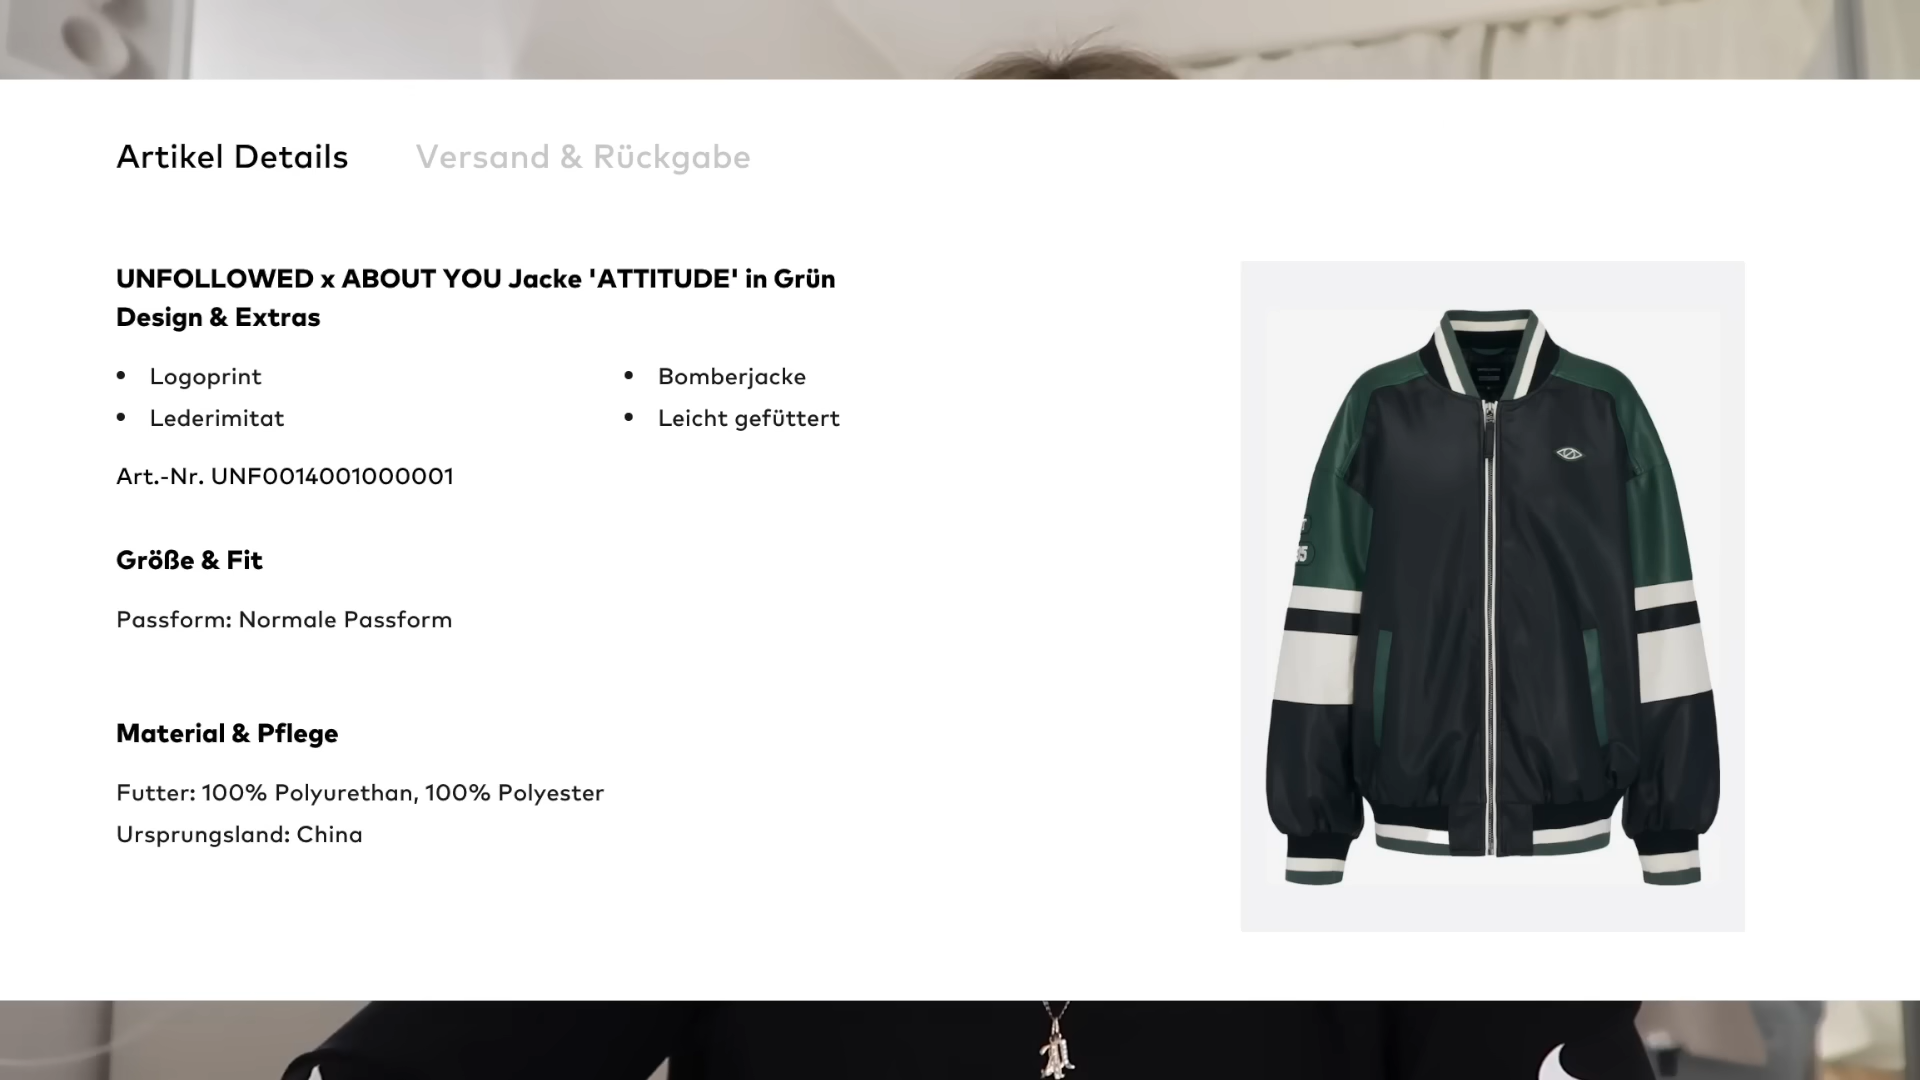 Artikel Details
Versand & Rückgabe
UNFOLLOWED x ABOUT YOU Jacke 'ATTITUDE' in Grün
Design & Extras
• Logoprint
• Lederimitat
• Bomberjacke
• Leicht gefüttert
Art.-Nr. UNF0014001000001
Größe & Fit
Passform: Normale Passform
Material & Pflege
Futter: 100% Polyurethan, 100% Polyester
Ursprungsland: China